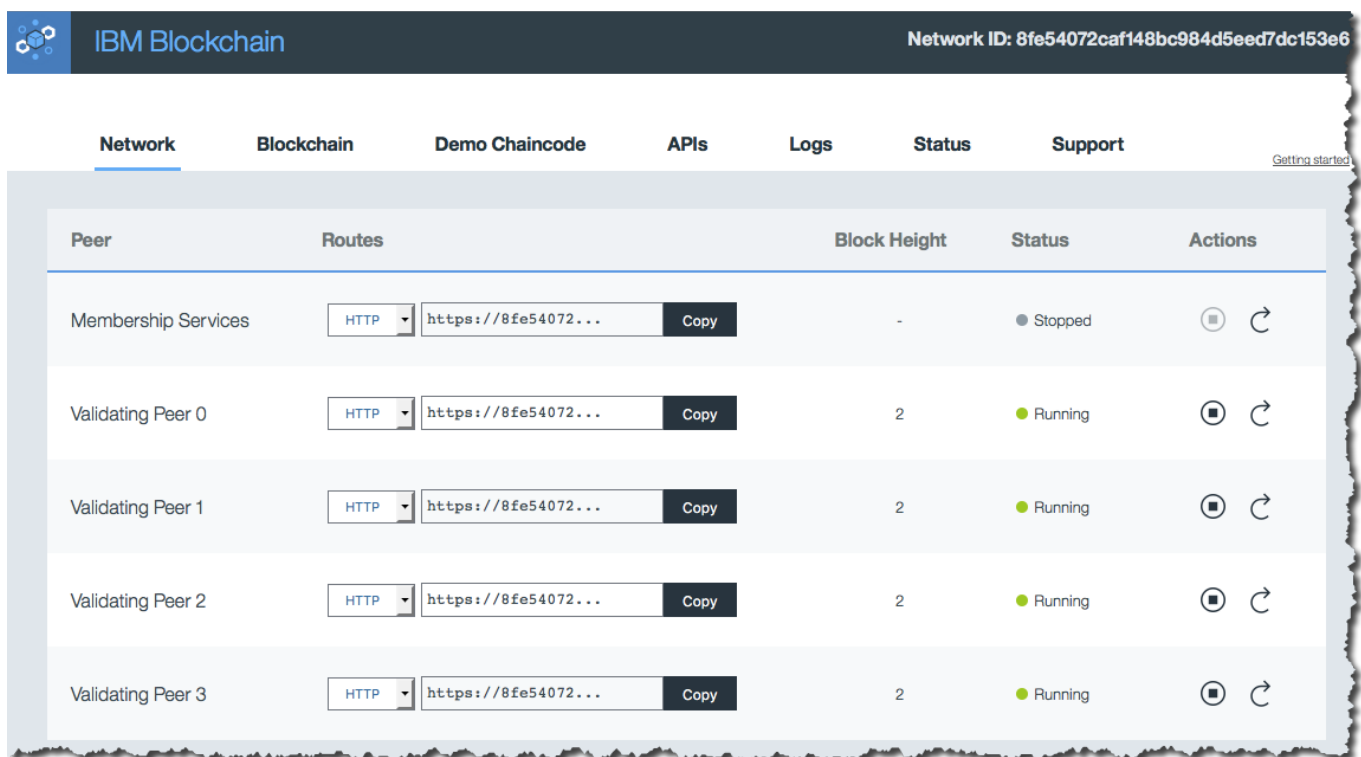 IBM Blockchain
Network ID: 8fe54072caf148bc984d5eed7dc153e6
Network Blockchain Demo Chaincode APIs Logs Status Support
Getting started
Peer Routes Block Height Status Actions
Membership Services HTTP https://8fe54072... Copy - Stopped
Validating Peer 0 HTTP https://8fe54072... Copy 2 Running
Validating Peer 1 HTTP https://8fe54072... Copy 2 Running
Validating Peer 2 HTTP https://8fe54072... Copy 2 Running
Validating Peer 3 HTTP https://8fe54072... Copy 2 Running